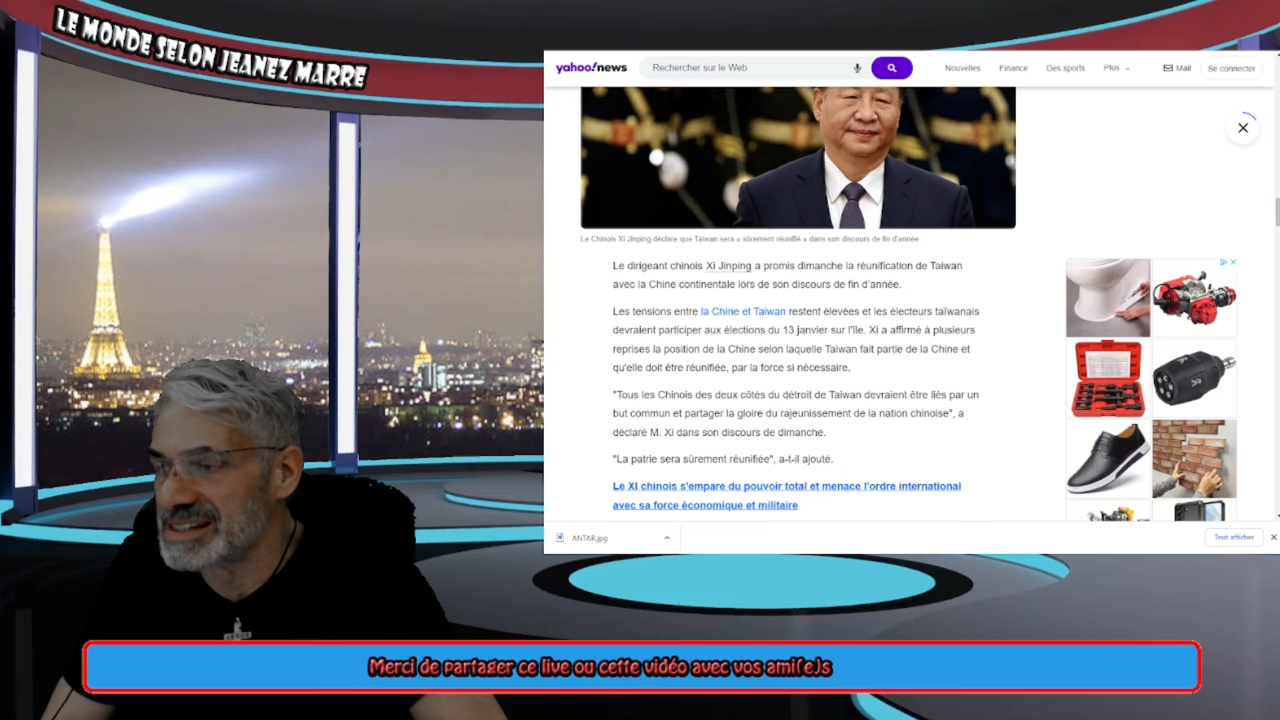 LE MONDE SELON JEANEZ MARRE
yahoo!news
Rechercher sur le Web
Nouvelles
Finance
Des sports
Plus
Mail
Se connecter
Le Chinois Xi Jinping déclare que Taiwan sera « sûrement réunifié » dans son discours de fin d'année
Le dirigeant chinois Xi Jinping a promis dimanche la réunification de Taiwan
avec la Chine continentale lors de son discours de fin d'année.
Les tensions entre la Chine et Taiwan restent élevées et les électeurs taïwanais
devraient participer aux élections du 13 janvier sur l'île. Xi a affirmé à plusieurs
reprises la position de la Chine selon laquelle Taiwan fait partie de la Chine et
qu'elle doit être réunifiée, par la force si nécessaire.
"Tous les Chinois des deux côtés du détroit de Taiwan devraient être liés par un
but commun et partager la gloire du rajeunissement de la nation chinoise", a
déclaré M. Xi dans son discours de dimanche.
"La patrie sera sûrement réunifiée", a-t-il ajouté.
Le XI chinois s'empare du pouvoir total et menace l'ordre international
avec sa force économique et militaire
ANTAR.jpg
Tout afficher
Merci de partager ce live ou cette vidéo avec vos ami(e)s